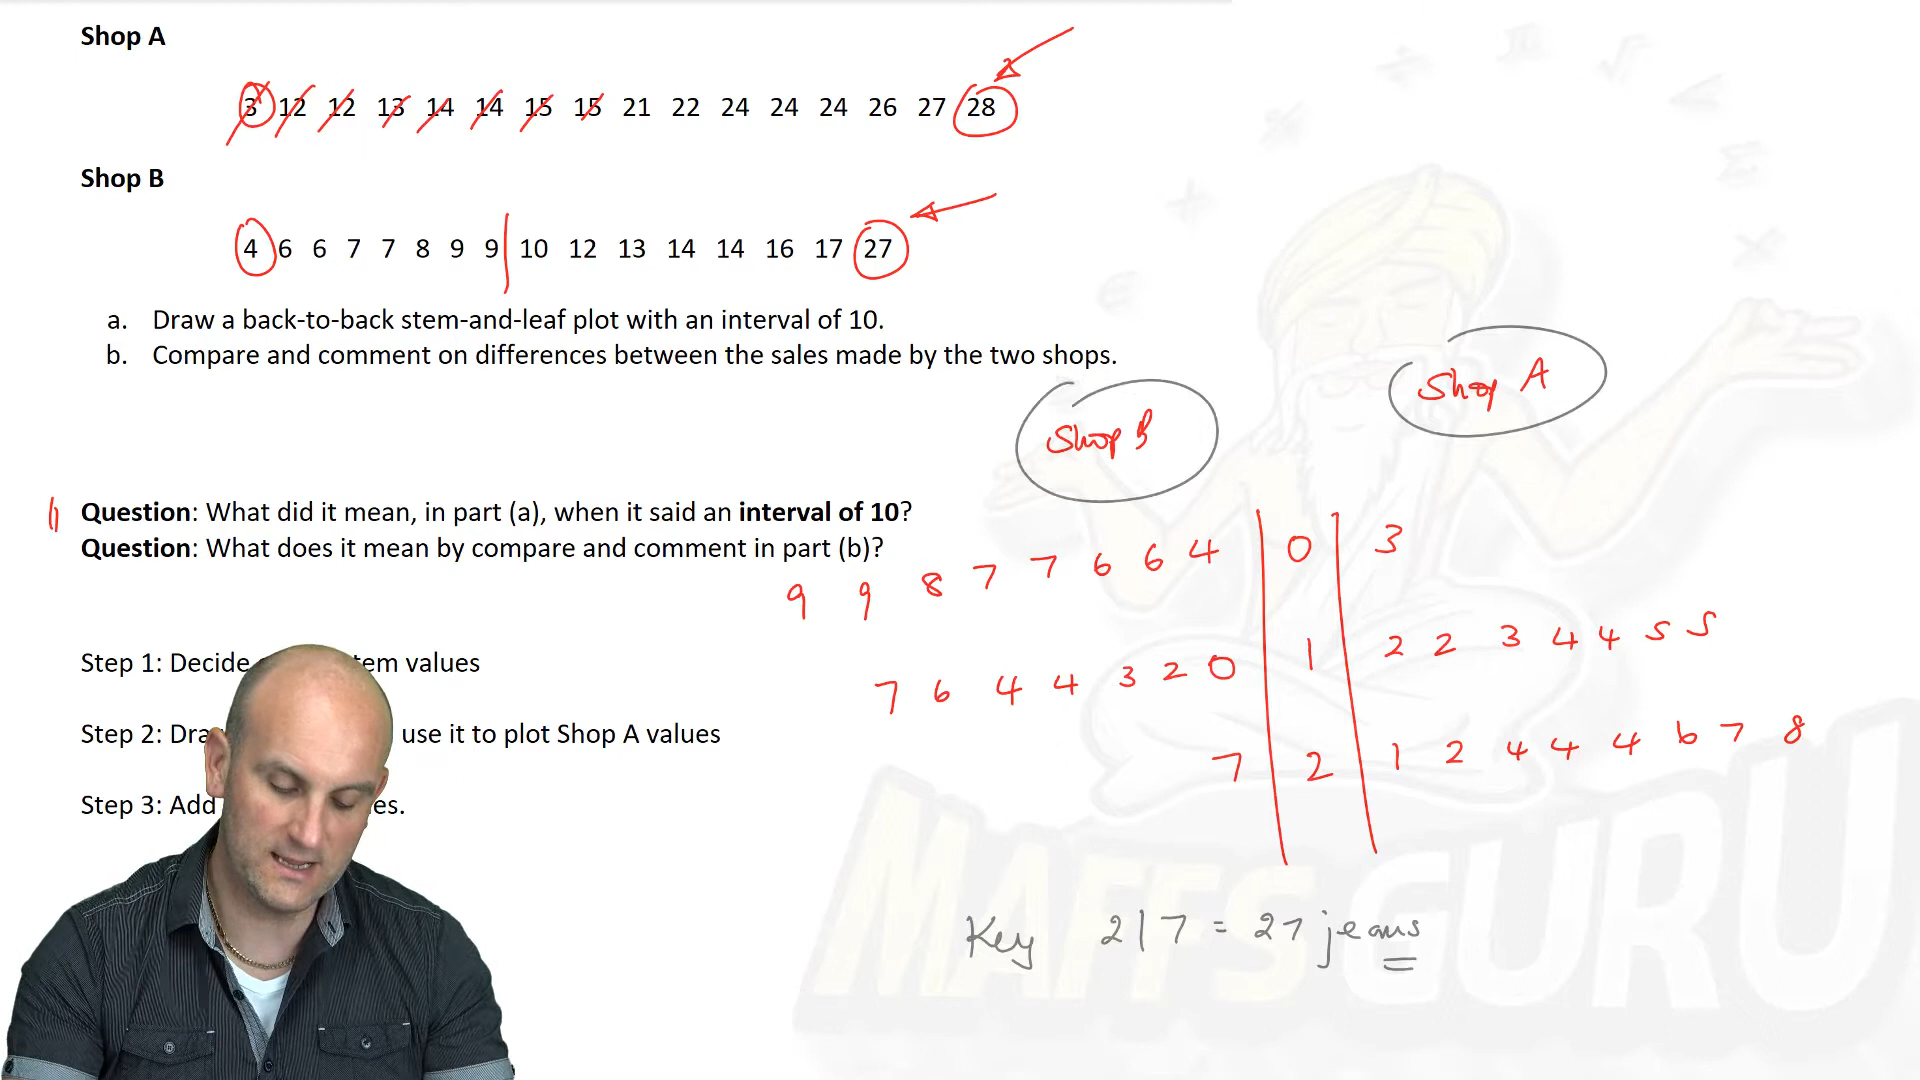 Shop A
3 12 12 13 14 14 15 15 21 22 24 24 24 26 27 28
Shop B
4 6 6 7 7 8 9 9 10 12 13 14 14 16 17 27
a. Draw a back-to-back stem-and-leaf plot with an interval of 10.
b. Compare and comment on differences between the sales made by the two shops.
Shop B
Shop A
Question: What did it mean, in part (a), when it said an interval of 10?
Question: What does it mean by compare and comment in part (b)?
9 9 8 7 7 6 6 4 | 0 | 3
7 6 4 4 3 2 0 | 1 | 2 2 3 4 4 5 5
7 | 2 | 1 2 4 4 4 6 7 8
Step 1: Decide values
Step 2: use it to plot Shop A values
Step 3: Add
Key 2|7 = 27 jeans
MAFFSGURU